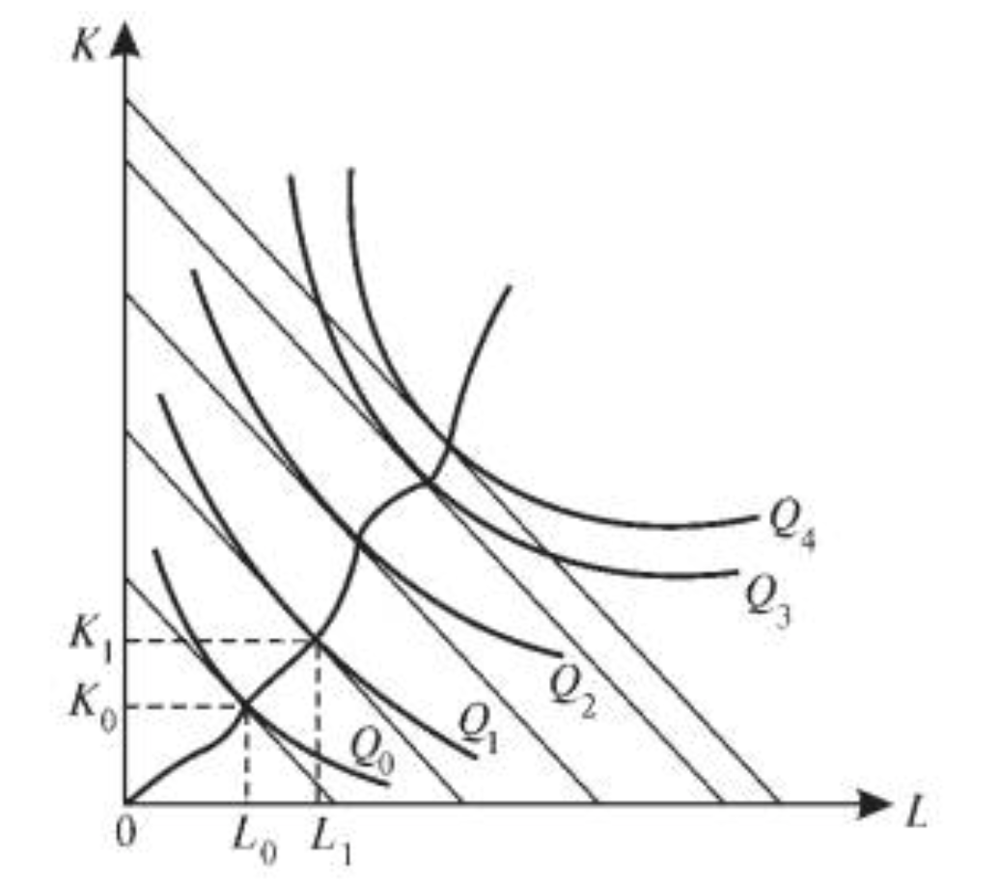 K
Q₄
Q₃
K₁
Q₂
K₀
Q₁
Q₀
0
L₀
L₁
L